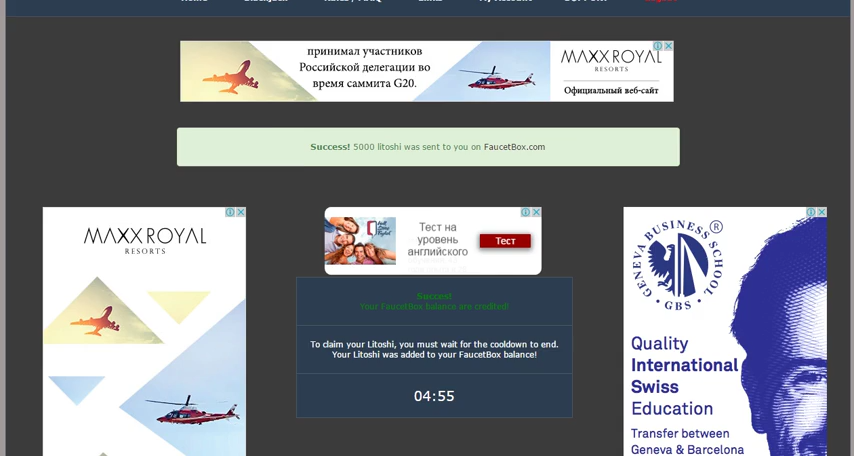 принимал участников
Российской делегации во
время саммита G20.
MAXX ROYAL
RESORTS
Официальный веб-сайт
Success! 5000 litoshi was sent to you on FaucetBox.com
MAXX ROYAL
RESORTS
Тест на
уровень
английского
Тест
Succes!
Your FaucetBox balance are credited!
To claim your Litoshi, you must wait for the cooldown to end.
Your Litoshi was added to your FaucetBox balance!
04:55
GENEVA BUSINESS SCHOOL ®
• GBS •
Quality
International
Swiss
Education
Transfer between
Geneva & Barcelona